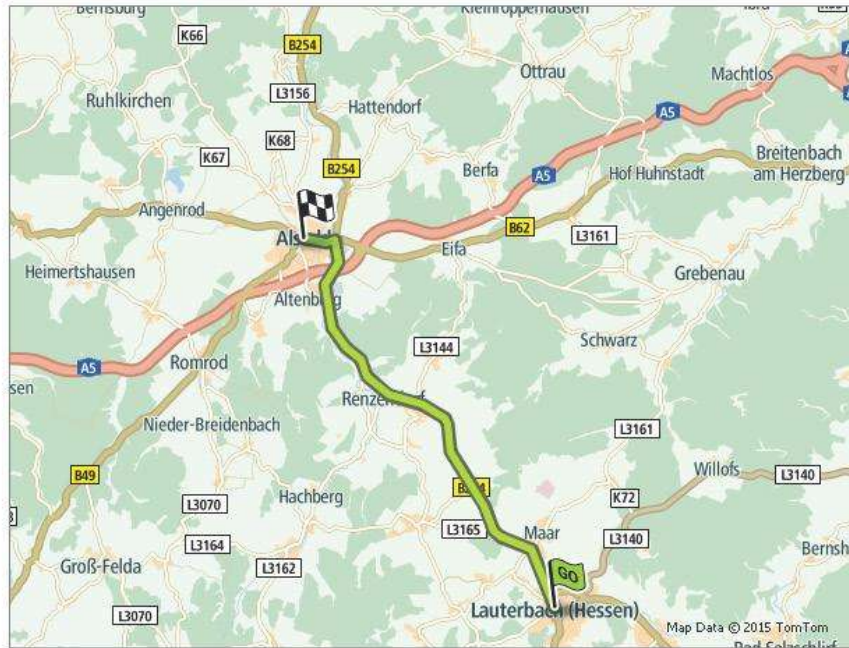 Bernsburg
K66
B254
L3156
Ruhlkirchen
Hattendorf
Ottrau
Machtlos
A5
K68
K67
B254
A5
Berfa
Hof Huhnstadt
Breitenbach
am Herzberg
Angenrod
B62
L3161
Eifa
Heimertshausen
Grebenau
Schwarz
L3144
A5
Romrod
Nieder-Breidenbach
L3161
B49
Willofs
L3140
Hachberg
K72
L3070
L3165
Maar
L3140
L3164
L3162
Groß-Felda
GO
L3070
Lauterbach (Hessen)
Map Data © 2015 TomTom